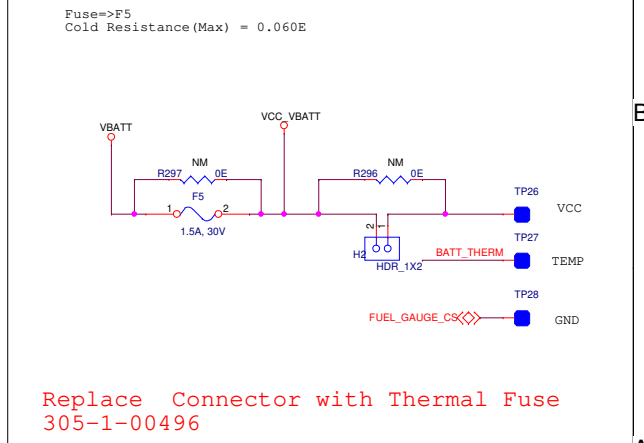 Fuse=>F5
Cold Resistance(Max) = 0.060E
VCC_VBATT
VBATT
NM
NM
R297
0E
R296
0E
F5
TP26
1
2
VCC
1.5A, 30V
2
1
TP27
H2
BATT_THERM
TEMP
HDR_1X2
TP28
FUEL_GAUGE_CS
GND
Replace Connector with Thermal Fuse
305-1-00496